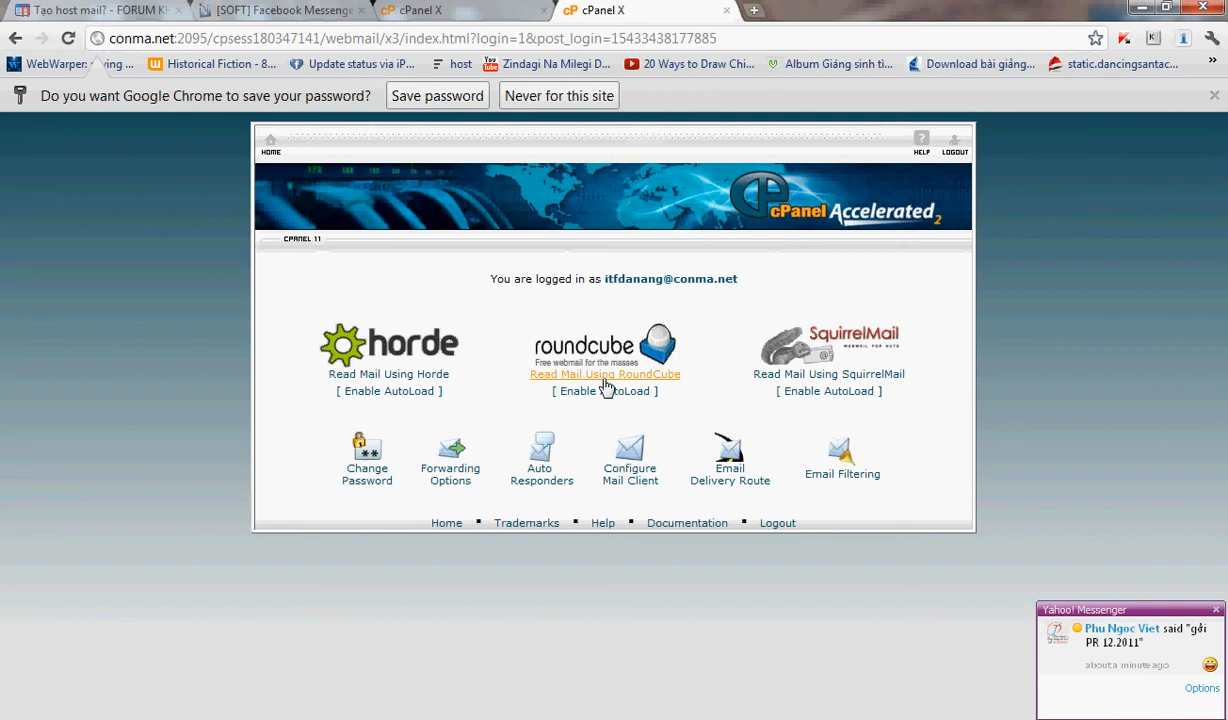 Tạo host mail? - FORUM KH
[SOFT] Facebook Messenge
cPanel X
cPanel X
conma.net:2095/cpsess180347141/webmail/x3/index.html?login=1&post_login=15433438177885
WebWarper: ying ...
Historical Fiction - 8...
Update status via iP...
host
Zindagi Na Milegi D...
20 Ways to Draw Chi...
Album Giáng sinh ti...
Download bài giảng...
static.dancingsantac...
Do you want Google Chrome to save your password?
Save password
Never for this site
HOME
HELP
LOGOUT
cPanel Accelerated 2
CPANEL 11
You are logged in as itfdanang@conma.net
horde
roundcube
Free webmail for the masses
SquirrelMail
WEBMAIL FOR NUTS
Read Mail Using Horde
Read Mail Using RoundCube
Read Mail Using SquirrelMail
[ Enable AutoLoad ]
[ Enable AutoLoad ]
[ Enable AutoLoad ]
Change
Password
Forwarding
Options
Auto
Responders
Configure
Mail Client
Email
Delivery Route
Email Filtering
Home ▪ Trademarks ▪ Help ▪ Documentation ▪ Logout
Yahoo! Messenger
Phu Ngoc Viet said "gởi
PR 12.2011"
about a minute ago
Options